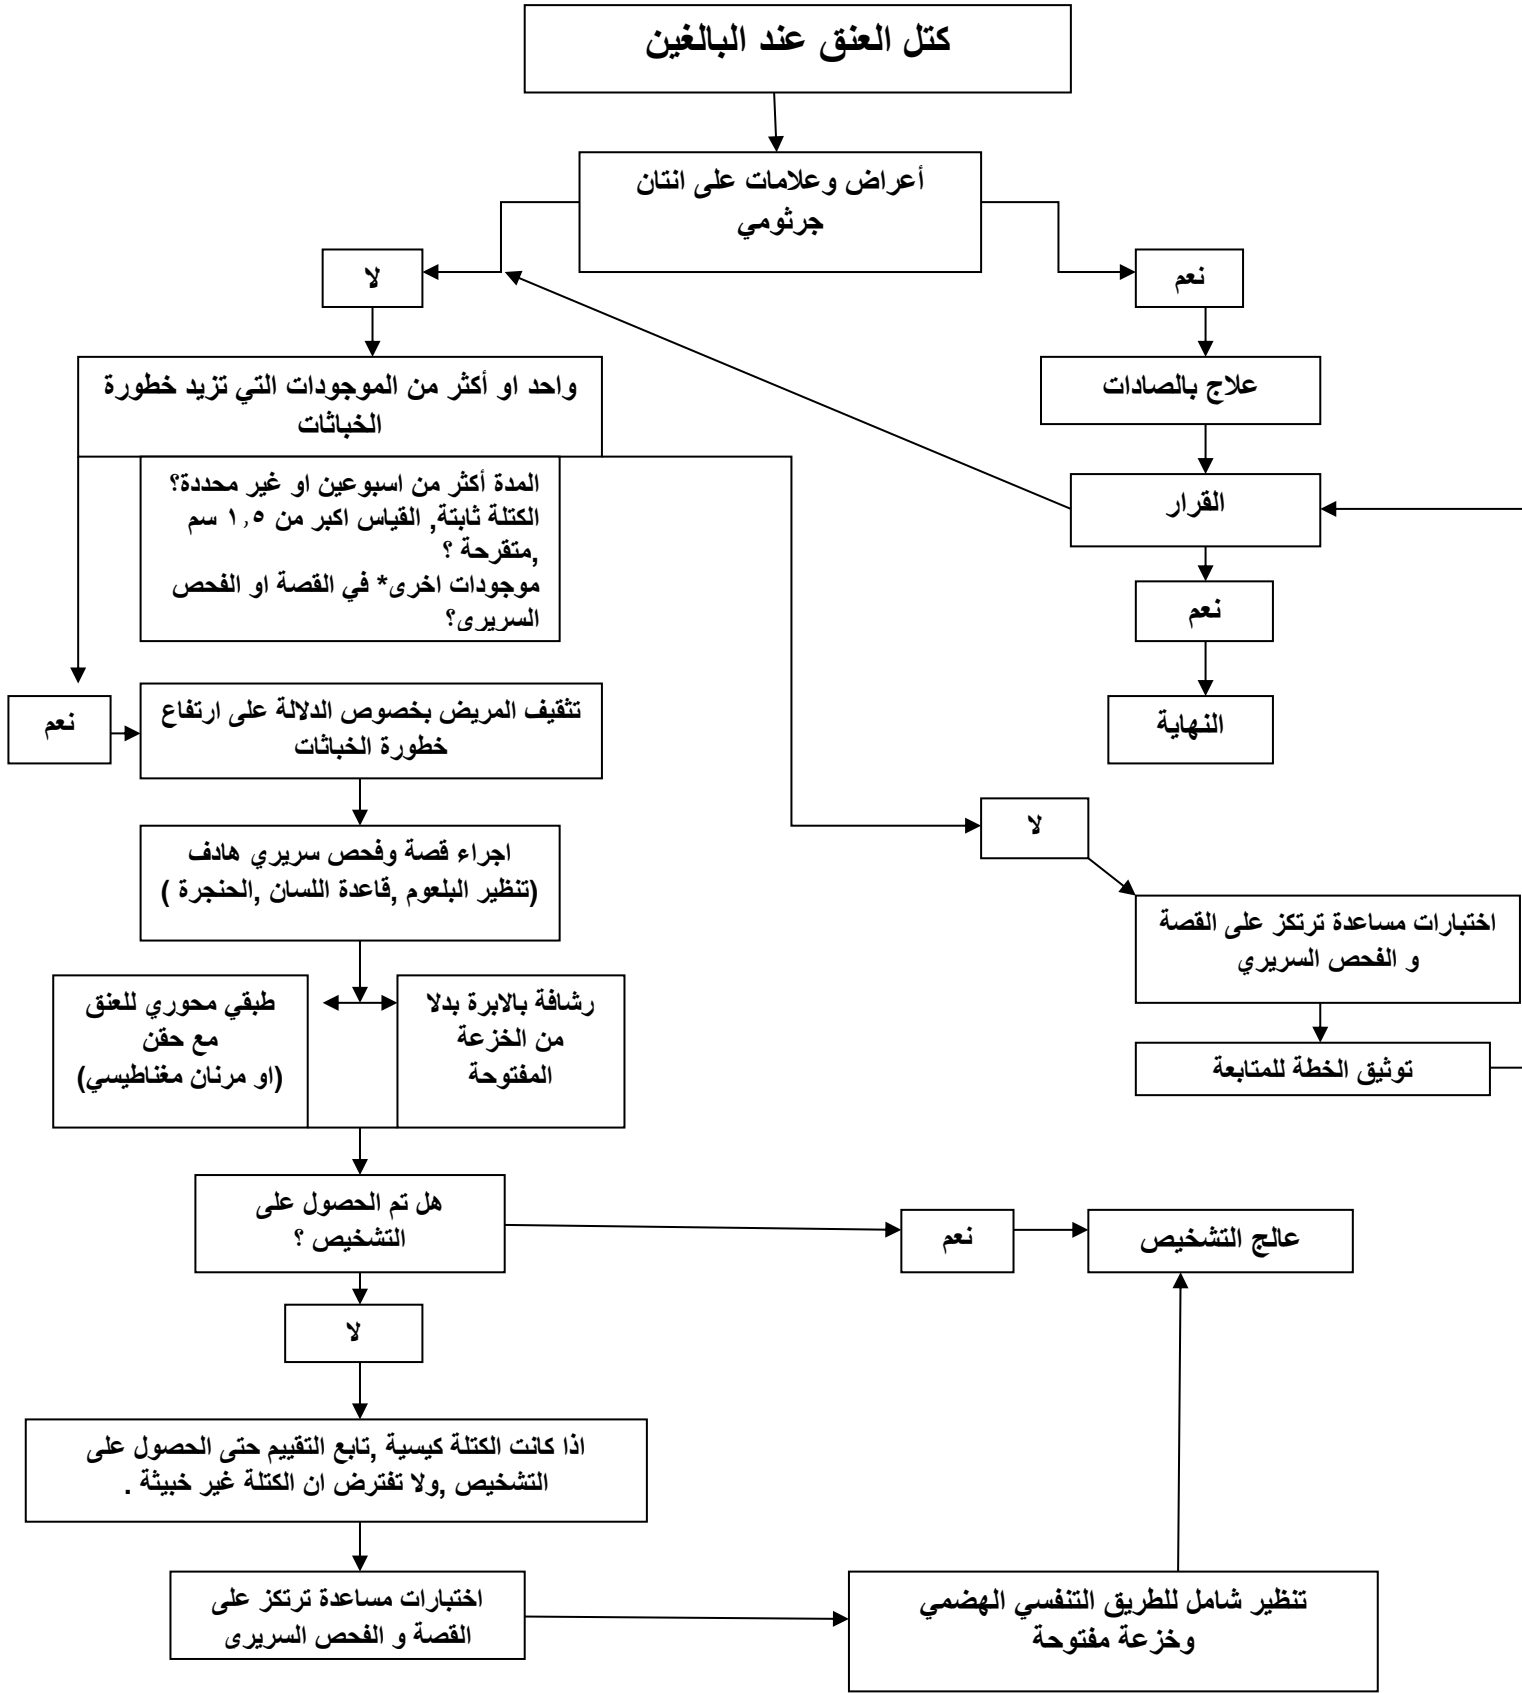 كتل العنق عند البالغين
أعراض وعلامات على انتان
جرثومي
نعم
لا
علاج بالصادات
القرار
نعم
النهاية
واحد او أكثر من الموجودات التي تزيد خطورة
الخباثات
المدة أكثر من اسبوعين او غير محددة؟
الكتلة ثابتة, القياس اكبر من ١,٥ سم
,متقرحة ؟
موجودات اخرى* في القصة او الفحص
السريري؟
نعم
تثقيف المريض بخصوص الدلالة على ارتفاع
خطورة الخباثات
لا
اجراء قصة وفحص سريري هادف
(تنظير البلعوم ,قاعدة اللسان ,الحنجرة )
اختبارات مساعدة ترتكز على القصة
و الفحص السريري
توثيق الخطة للمتابعة
رشافة بالابرة بدلا
من الخزعة
المفتوحة
طبقي محوري للعنق
مع حقن
(او مرنان مغناطيسي)
هل تم الحصول على
التشخيص ؟
نعم
عالج التشخيص
لا
اذا كانت الكتلة كيسية ,تابع التقييم حتى الحصول على
التشخيص ,ولا تفترض ان الكتلة غير خبيثة .
اختبارات مساعدة ترتكز على
القصة و الفحص السريرى
تنظير شامل للطريق التنفسي الهضمي
وخزعة مفتوحة